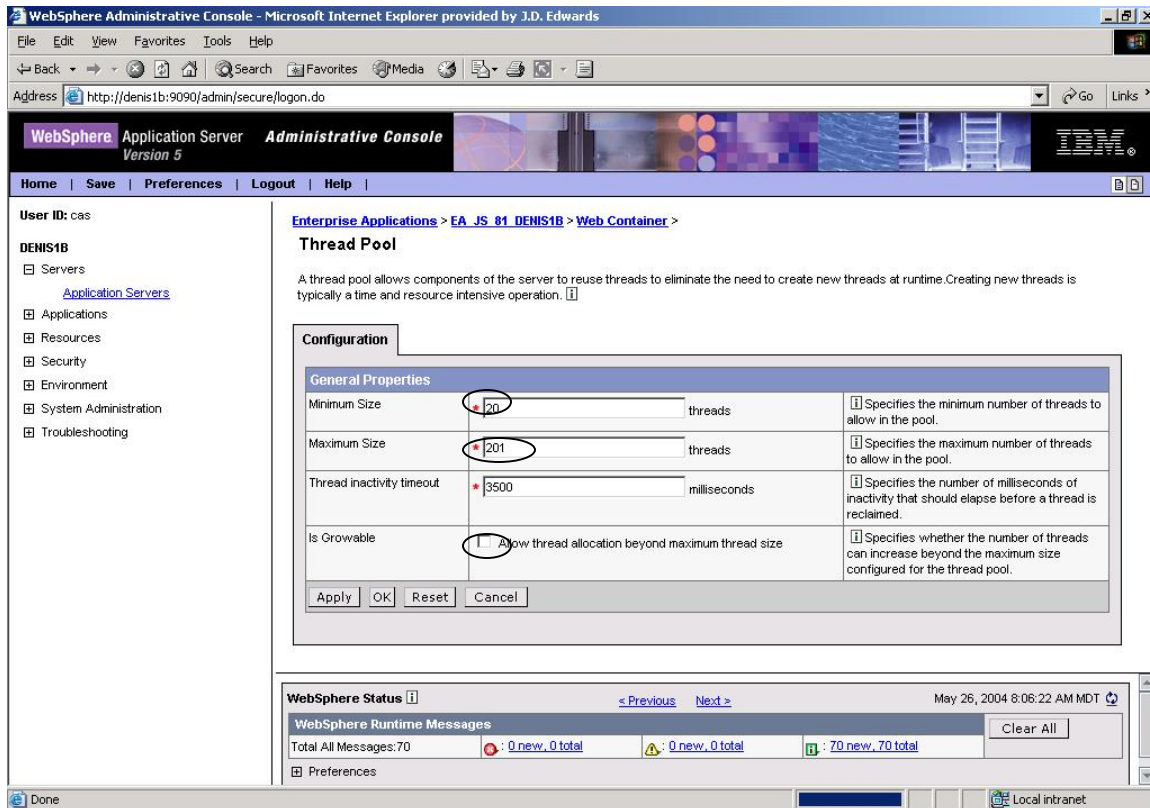 WebSphere Administrative Console - Microsoft Internet Explorer provided by J.D. Edwards
File Edit View Favorites Tools Help
Back Search Favorites Media
Address http://denis1b:9090/admin/secure/logon.do Go Links
WebSphere Application Server Administrative Console
Version 5
IBM®
Home | Save | Preferences | Logout | Help |
User ID: cas
DENIS1B
Servers
Application Servers
Applications
Resources
Security
Environment
System Administration
Troubleshooting
Enterprise Applications > EA_JS_81_DENIS1B > Web Container >
Thread Pool
A thread pool allows components of the server to reuse threads to eliminate the need to create new threads at runtime.Creating new threads is
typically a time and resource intensive operation. i
Configuration
General Properties
Minimum Size * 20 threads i Specifies the minimum number of threads to
allow in the pool.
Maximum Size * 201 threads i Specifies the maximum number of threads
to allow in the pool.
Thread inactivity timeout * 3500 milliseconds i Specifies the number of milliseconds of
inactivity that should elapse before a thread is
reclaimed.
Is Growable Allow thread allocation beyond maximum thread size i Specifies whether the number of threads
can increase beyond the maximum size
configured for the thread pool.
Apply OK Reset Cancel
WebSphere Status i < Previous Next > May 26, 2004 8:06:22 AM MDT
WebSphere Runtime Messages Clear All
Total All Messages:70 : 0 new, 0 total : 0 new, 0 total : 70 new, 70 total
Preferences
Done Local intranet